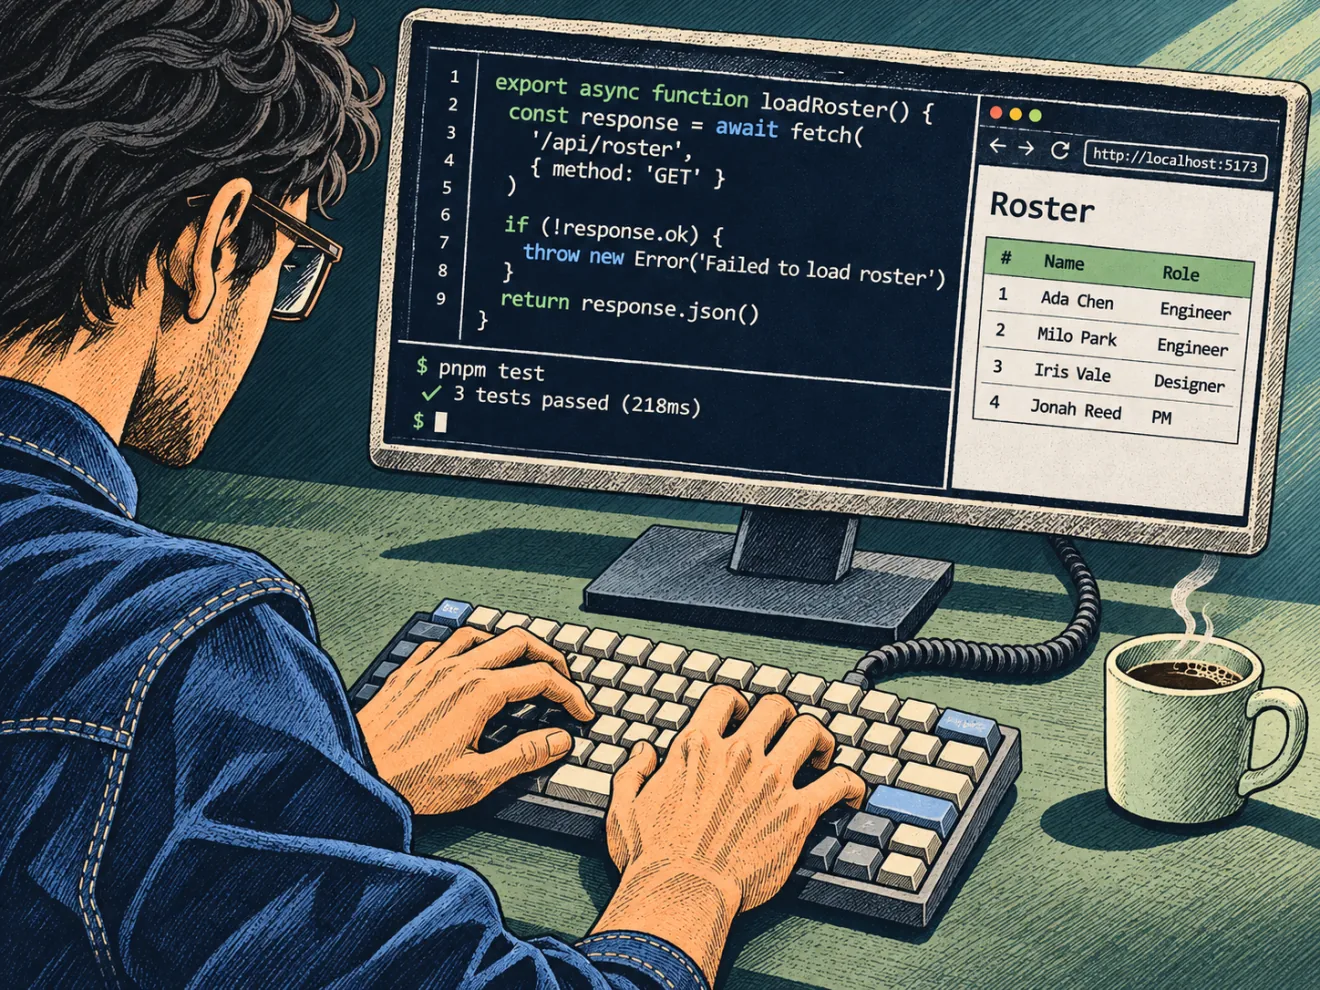 1 export async function loadRoster() {
2 const response = await fetch(
3 '/api/roster',
4 { method: 'GET' }
5 )
6 if (!response.ok) {
7 throw new Error('Failed to load roster')
8 }
9 return response.json()
}
$ pnpm test
✓ 3 tests passed (218ms)
$
http://localhost:5173
Roster
# Name Role
1 Ada Chen Engineer
2 Milo Park Engineer
3 Iris Vale Designer
4 Jonah Reed PM